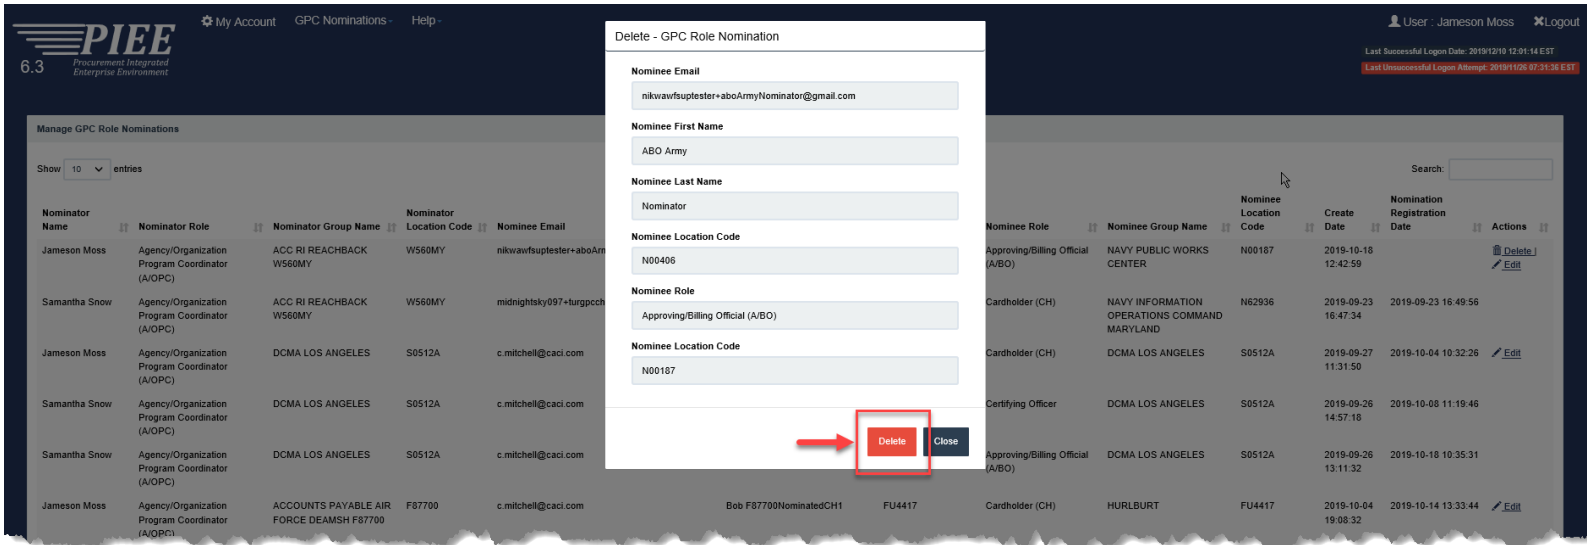 My Account GPC Nominations Help
User : Jameson Moss Logout
PIEE
6.3
Procurement Integrated
Enterprise Environment
Last Successful Logon Date: 2019/12/10 12:01:14 EST
Last Unsuccessful Logon Attempt: 2019/11/26 07:31:36 EST
Delete - GPC Role Nomination
Nominee Email
nikwawfsuptester+aboArmyNominator@gmail.com
Nominee First Name
ABO Army
Nominee Last Name
Nominator
Nominee Location Code
N00406
Nominee Role
Approving/Billing Official (A/BO)
Nominee Location Code
N00187
Delete Close
Manage GPC Role Nominations
Show 10 entries
Search:
Nominator Name Nominator Role Nominator Group Name Nominator Location Code Nominee Email Nominee Role Nominee Group Name Nominee Location Code Create Date Nomination Registration Date Actions
Jameson Moss Agency/Organization ACC RI REACHBACK W560MY nikwawfsuptester+aboArm Approving/Billing Official NAVY PUBLIC WORKS N00187 2019-10-18 Delete |
Program Coordinator W560MY (A/BO) CENTER 12:42:59 Edit
(A/OPC)
Samantha Snow Agency/Organization ACC RI REACHBACK W560MY midnightsky097+turgpcch Cardholder (CH) NAVY INFORMATION N62936 2019-09-23 2019-09-23 16:49:56
Program Coordinator W560MY OPERATIONS COMMAND 16:47:34
(A/OPC) MARYLAND
Jameson Moss Agency/Organization DCMA LOS ANGELES S0512A c.mitchell@caci.com Cardholder (CH) DCMA LOS ANGELES S0512A 2019-09-27 2019-10-04 10:32:26 Edit
Program Coordinator 11:31:50
(A/OPC)
Samantha Snow Agency/Organization DCMA LOS ANGELES S0512A c.mitchell@caci.com Certifying Officer DCMA LOS ANGELES S0512A 2019-09-26 2019-10-08 11:19:46
Program Coordinator 14:57:18
(A/OPC)
Samantha Snow Agency/Organization DCMA LOS ANGELES S0512A c.mitchell@caci.com Approving/Billing Official DCMA LOS ANGELES S0512A 2019-09-26 2019-10-18 10:35:31
Program Coordinator (A/BO) 13:11:32
(A/OPC)
Jameson Moss Agency/Organization ACCOUNTS PAYABLE AIR F87700 c.mitchell@caci.com Bob F87700NominatedCH1 FU4417 Cardholder (CH) HURLBURT FU4417 2019-10-04 2019-10-14 13:33:44 Edit
Program Coordinator FORCE DEAMSH F87700 19:08:32
(A/OPC)